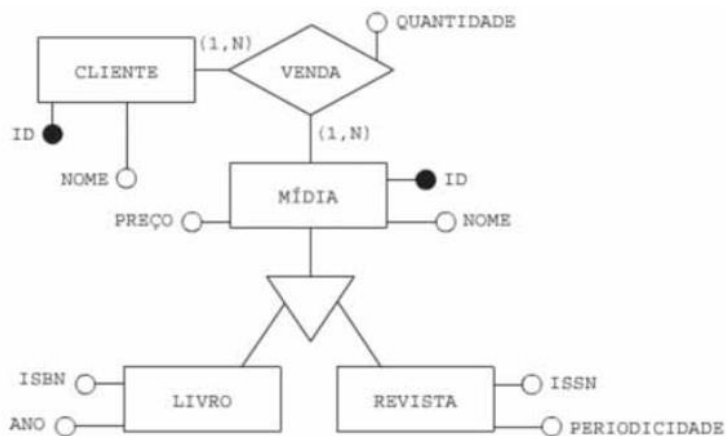 QUANTIDADE
(1,N)
CLIENTE
VENDA
ID
(1,N)
NOME
ID
MÍDIA
PREÇO
NOME
ISBN
ISSN
LIVRO
REVISTA
ANO
PERIODICIDADE